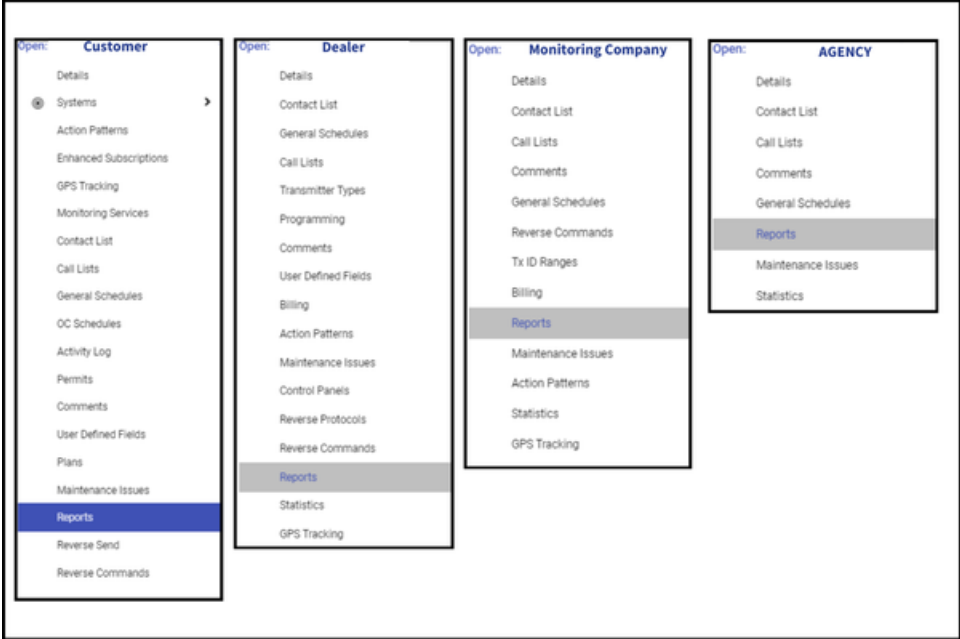 Open: Customer
Details
Systems
Action Patterns
Enhanced Subscriptions
GPS Tracking
Monitoring Services
Contact List
Call Lists
General Schedules
OC Schedules
Activity Log
Permits
Comments
User Defined Fields
Plans
Maintenance Issues
Reports
Reverse Send
Reverse Commands
Open: Dealer
Details
Contact List
General Schedules
Call Lists
Transmitter Types
Programming
Comments
User Defined Fields
Billing
Action Patterns
Maintenance Issues
Control Panels
Reverse Protocols
Reverse Commands
Reports
Statistics
GPS Tracking
Open: Monitoring Company
Details
Contact List
Call Lists
Comments
General Schedules
Reverse Commands
Tx ID Ranges
Billing
Reports
Maintenance Issues
Action Patterns
Statistics
GPS Tracking
Open: AGENCY
Details
Contact List
Call Lists
Comments
General Schedules
Reports
Maintenance Issues
Statistics